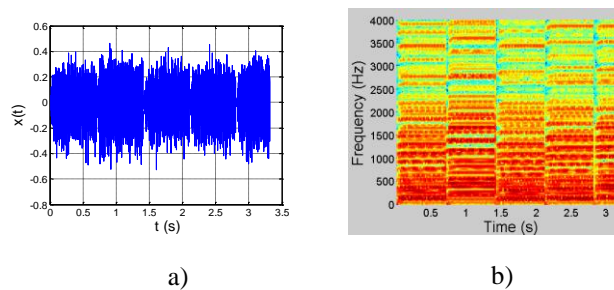 0.6
0.4
0.2
0
-0.2
-0.4
-0.6
-0.8
0 0.5 1 1.5 2 2.5 3 3.5
x(t)
t (s)
a)
4000
3500
3000
2500
2000
1500
1000
500
0
0.5 1 1.5 2 2.5 3
Frequency (Hz)
Time (s)
b)